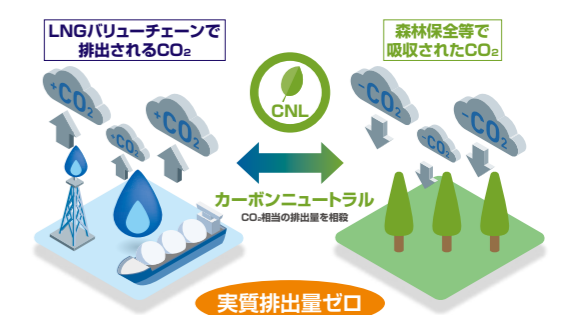 LNGバリューチェーンで
排出されるCO₂
森林保全等で
吸収されたCO₂
+CO₂
-CO₂
+CO₂
CNL
-CO₂
-CO₂
-CO₂
カーボンニュートラル
CO₂相当の排出量を相殺
実質排出量ゼロ